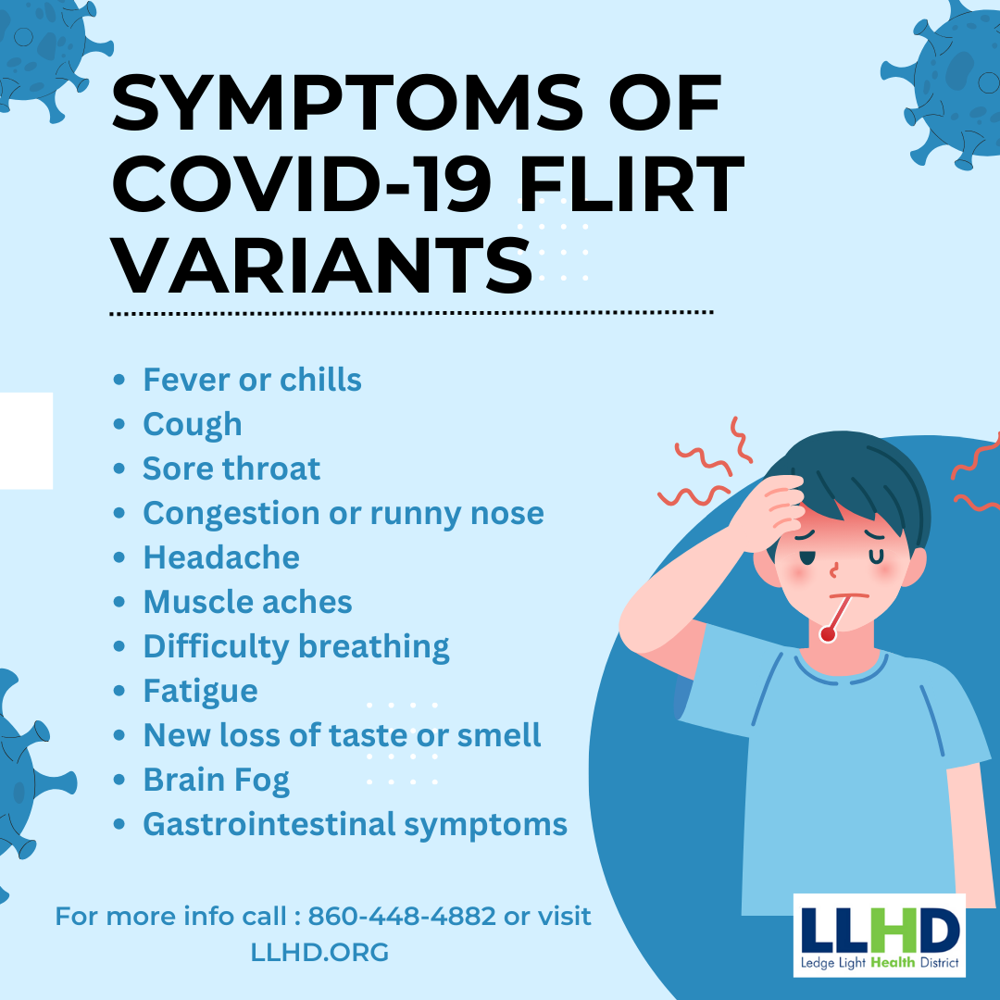 SYMPTOMS OF
COVID-19 FLIRT
VARIANTS
• Fever or chills
• Cough
• Sore throat
• Congestion or runny nose
• Headache
• Muscle aches
• Difficulty breathing
• Fatigue
• New loss of taste or smell
• Brain Fog
• Gastrointestinal symptoms
For more info call : 860-448-4882 or visit
LLHD.ORG
LLHD
Ledge Light Health District